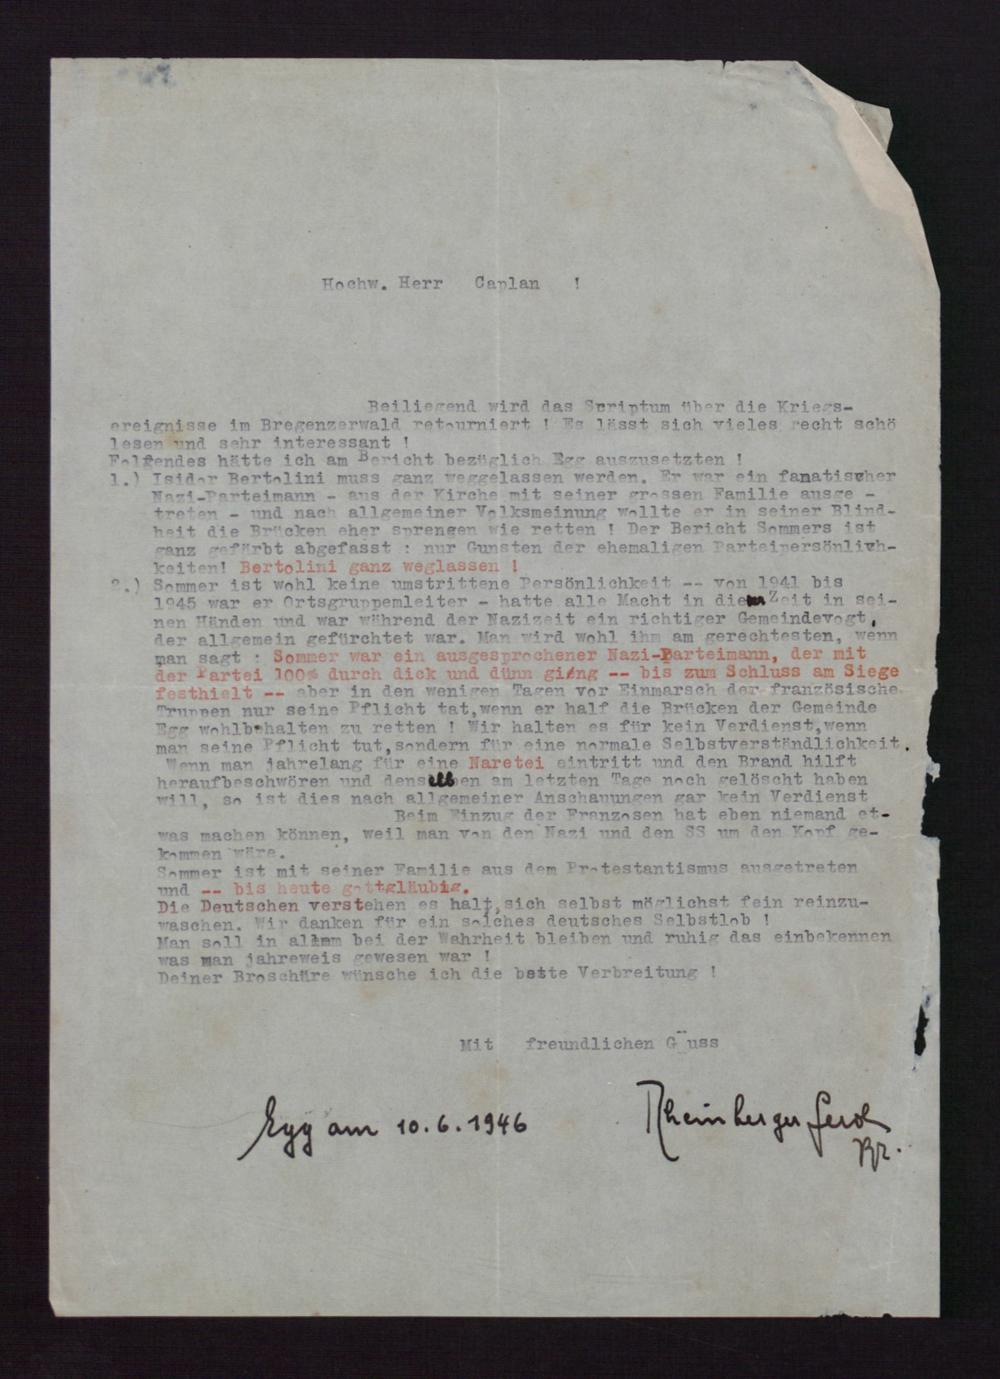 Hochw. Herr Caplan !
Beiliegend wird das Scriptum über die Kriegs-
ereignisse im Bregenzerwald retourniert ! Es lässt sich vieles recht schö
lesen und sehr interessant !
Folgendes hätte ich am Bericht bezüglich Egg auszusetzten !
1.) Isidor Bertolini muss ganz weggelassen werden. Er war ein fanatischer
Nazi-Parteimann - aus der Kirche mit seiner grossen Familie ausge -
treten - und nach allgemeiner Volksmeinung wollte er in seiner Blind-
heit die Brücken eher sprengen wie retten ! Der Bericht Sommers ist
ganz gefärbt abgefasst : nur Gunsten der ehemaligen Parteipersönlivh-
keiten! Bertolini ganz weglassen !
2.) Sommer ist wohl keine umstrittene Persönlichkeit -- von 1941 bis
1945 war er Ortsgruppemleiter - hatte alle Macht in diem Zeit in sei-
nen Händen und war während der Nazizeit ein richtiger Gemeindevogt,
der allgemein gefürchtet war. Man wird wohl ihm am gerechtesten, wenn
man sagt : Sommer war ein ausgesprochener Nazi-Parteimann, der mit
der Partei 100% durch dick und dünn gieng -- bis zum Schluss am Siege
festhielt -- aber in den wenigen Tagen vor Einmarsch der französische
Truppen nur seine Pflicht tat,wenn er half die Brücken der Gemeinde
Egg wohlbehalten zu retten ! Wir halten es für kein Verdienst,wenn
man seine Pflicht tut,sondern für eine normale Selbstverständlichkeit.
Wenn man jahrelang für eine Naretei eintritt und den Brand hilft
heraufbeschwören und denselben am letzten Tage noch gelöscht haben
will, so ist dies nach allgemeiner Anschauungen gar kein Verdienst
Beim Einzug der Franzosen hat eben niemand et-
was machen können, weil man von den Nazi und den SS um den Kopf ge-
kommen wäre.
Sommer ist mit seiner Familie aus dem Protestantismus ausgetreten
und -- bis heute gottgläubig.
Die Deutschen verstehen es halt,sich selbst möglichst fein reinzu-
waschen. Wir danken für ein solches deutsches Selbstlob !
Man soll in allem bei der Wahrheit bleiben und ruhig das einbekennen
was man jahreweis gewesen war !
Deiner Broschüre wünsche ich die bette Verbreitung !
Mit freundlichen Güuss
Egg am 10.6.1946
Rheinberger Ferd